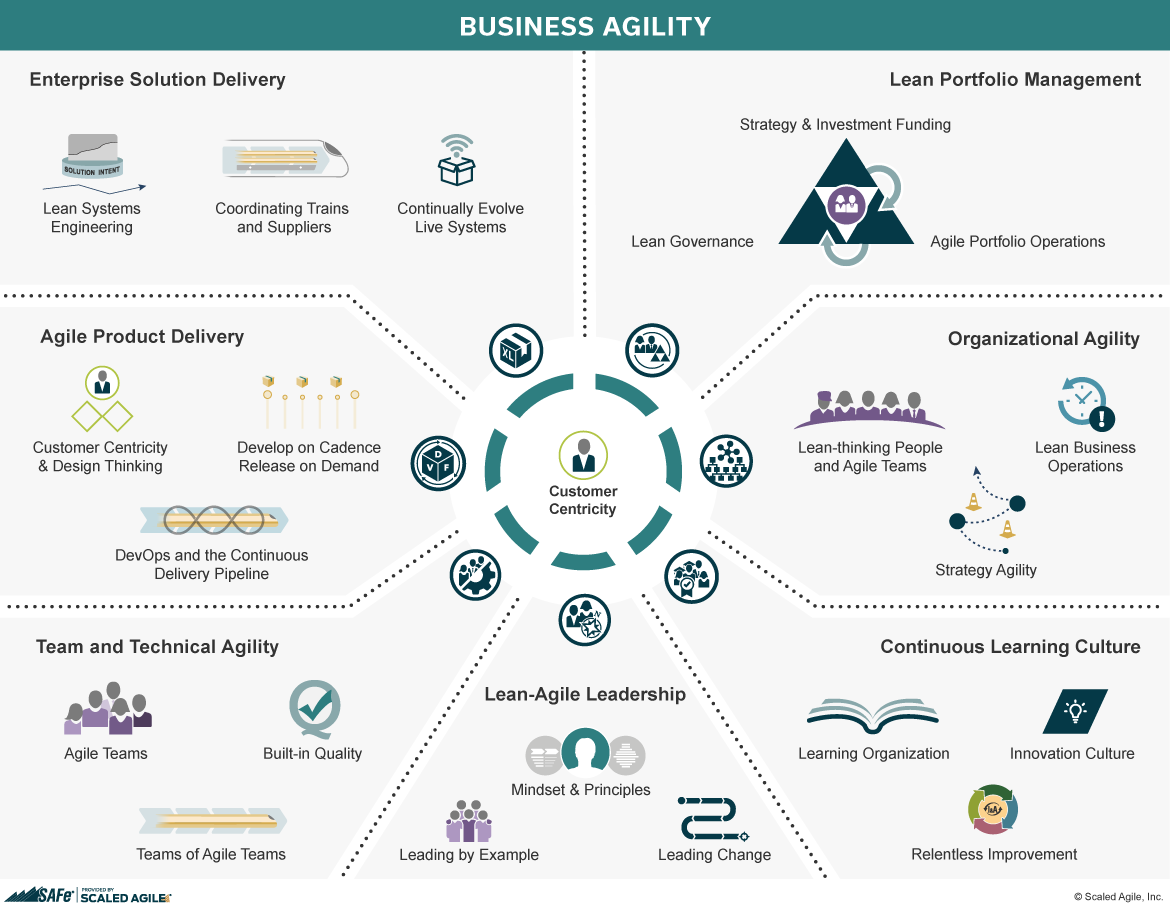 BUSINESS AGILITY
Enterprise Solution Delivery
SOLUTION INTENT
Lean Systems
Engineering
Coordinating Trains
and Suppliers
Continually Evolve
Live Systems
Lean Portfolio Management
Strategy & Investment Funding
Lean Governance
Agile Portfolio Operations
Agile Product Delivery
Customer Centricity
& Design Thinking
Develop on Cadence
Release on Demand
DevOps and the Continuous
Delivery Pipeline
XL
D
V F
Customer
Centricity
N
Organizational Agility
Lean-thinking People
and Agile Teams
Lean Business
Operations
!
Strategy Agility
Team and Technical Agility
Agile Teams
Built-in Quality
Teams of Agile Teams
Lean-Agile Leadership
Mindset & Principles
Leading by Example
Leading Change
Continuous Learning Culture
Learning Organization
Innovation Culture
I&A
Relentless Improvement
SAFe®
PROVIDED BY
SCALED AGILE
© Scaled Agile, Inc.